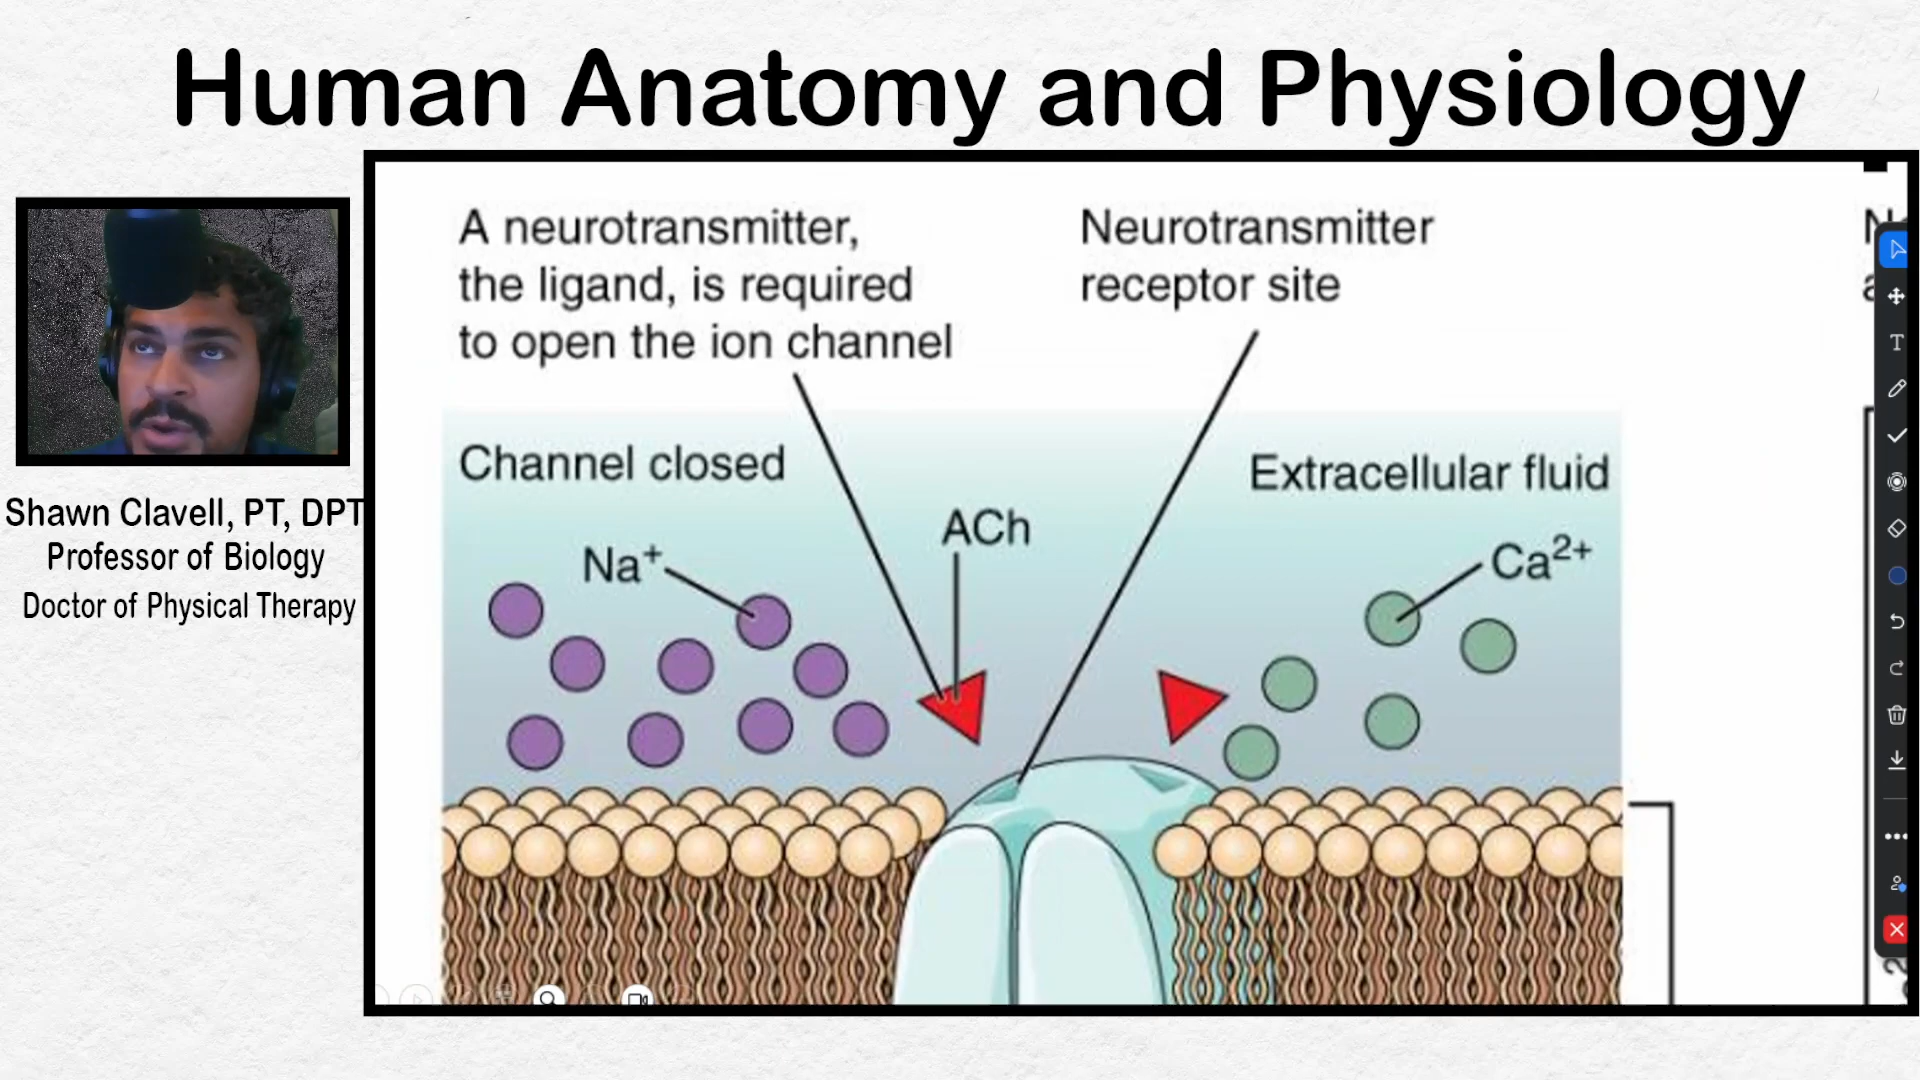 Human Anatomy and Physiology
A neurotransmitter,
the ligand, is required
to open the ion channel
Neurotransmitter
receptor site
Channel closed
Extracellular fluid
ACh
Na⁺
Ca²⁺
Shawn Clavell, PT, DPT
Professor of Biology
Doctor of Physical Therapy